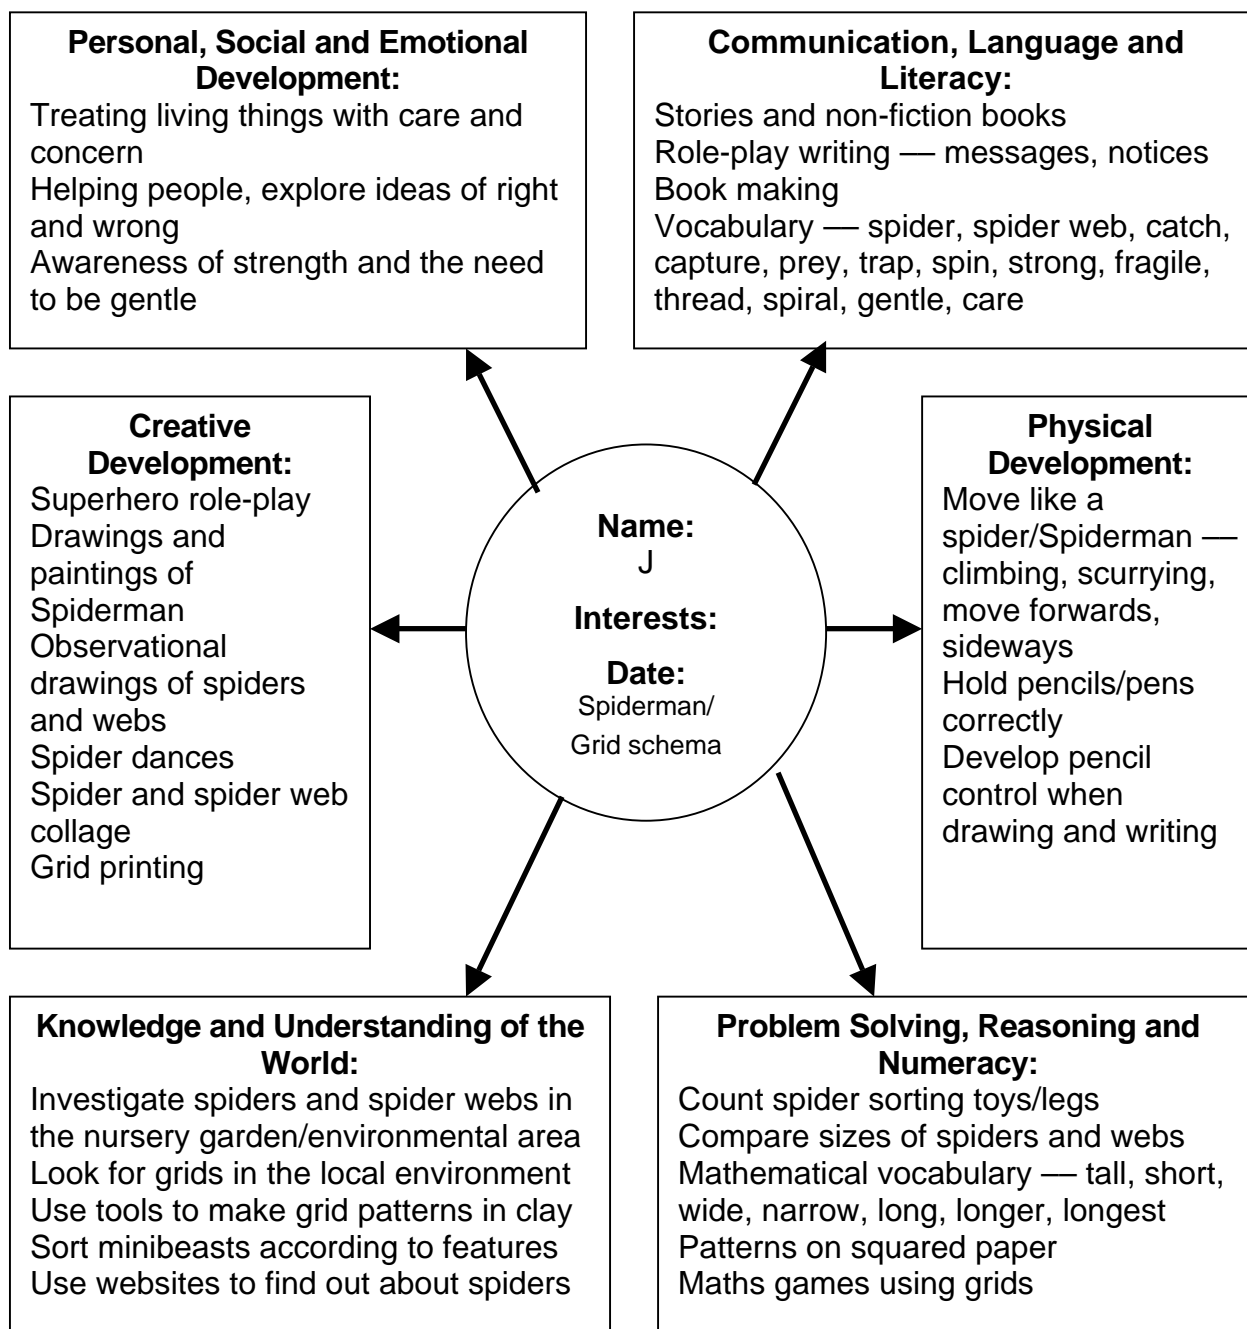 Personal, Social and Emotional
Development:
Treating living things with care and
concern
Helping people, explore ideas of right
and wrong
Awareness of strength and the need
to be gentle
Communication, Language and
Literacy:
Stories and non-fiction books
Role-play writing — messages, notices
Book making
Vocabulary — spider, spider web, catch,
capture, prey, trap, spin, strong, fragile,
thread, spiral, gentle, care
Creative
Development:
Superhero role-play
Drawings and
paintings of
Spiderman
Observational
drawings of spiders
and webs
Spider dances
Spider and spider web
collage
Grid printing
Name:
J
Interests:
Date:
Spiderman/
Grid schema
Physical
Development:
Move like a
spider/Spiderman —
climbing, scurrying,
move forwards,
sideways
Hold pencils/pens
correctly
Develop pencil
control when
drawing and writing
Knowledge and Understanding of the
World:
Investigate spiders and spider webs in
the nursery garden/environmental area
Look for grids in the local environment
Use tools to make grid patterns in clay
Sort minibeasts according to features
Use websites to find out about spiders
Problem Solving, Reasoning and
Numeracy:
Count spider sorting toys/legs
Compare sizes of spiders and webs
Mathematical vocabulary — tall, short,
wide, narrow, long, longer, longest
Patterns on squared paper
Maths games using grids